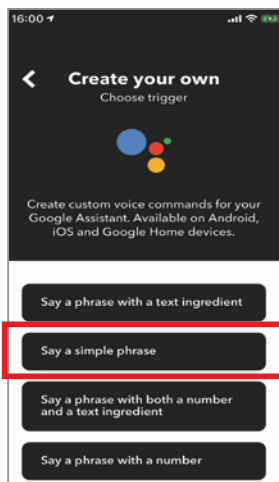 16:00
Create your own
Choose trigger
Create custom voice commands for your
Google Assistant. Available on Android,
iOS and Google Home devices.
Say a phrase with a text ingredient
Say a simple phrase
Say a phrase with both a number
and a text ingredient
Say a phrase with a number